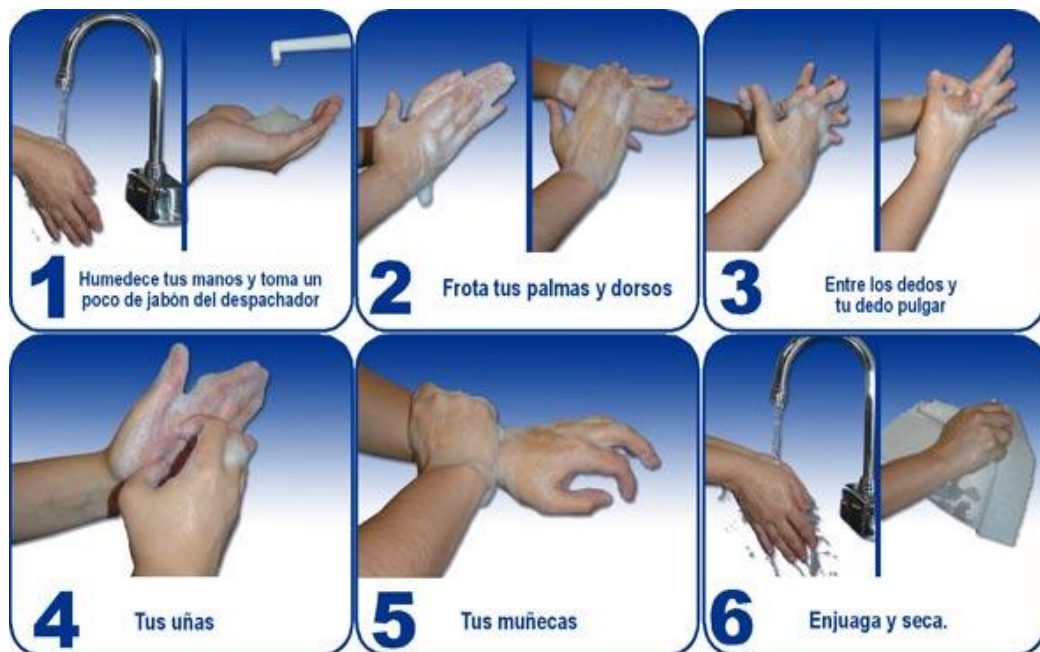 1
Humedece tus manos y toma un
poco de jabón del despachador
2
Frota tus palmas y dorsos
3
Entre los dedos y
tu dedo pulgar
4
Tus uñas
5
Tus muñecas
6
Enjuaga y seca.